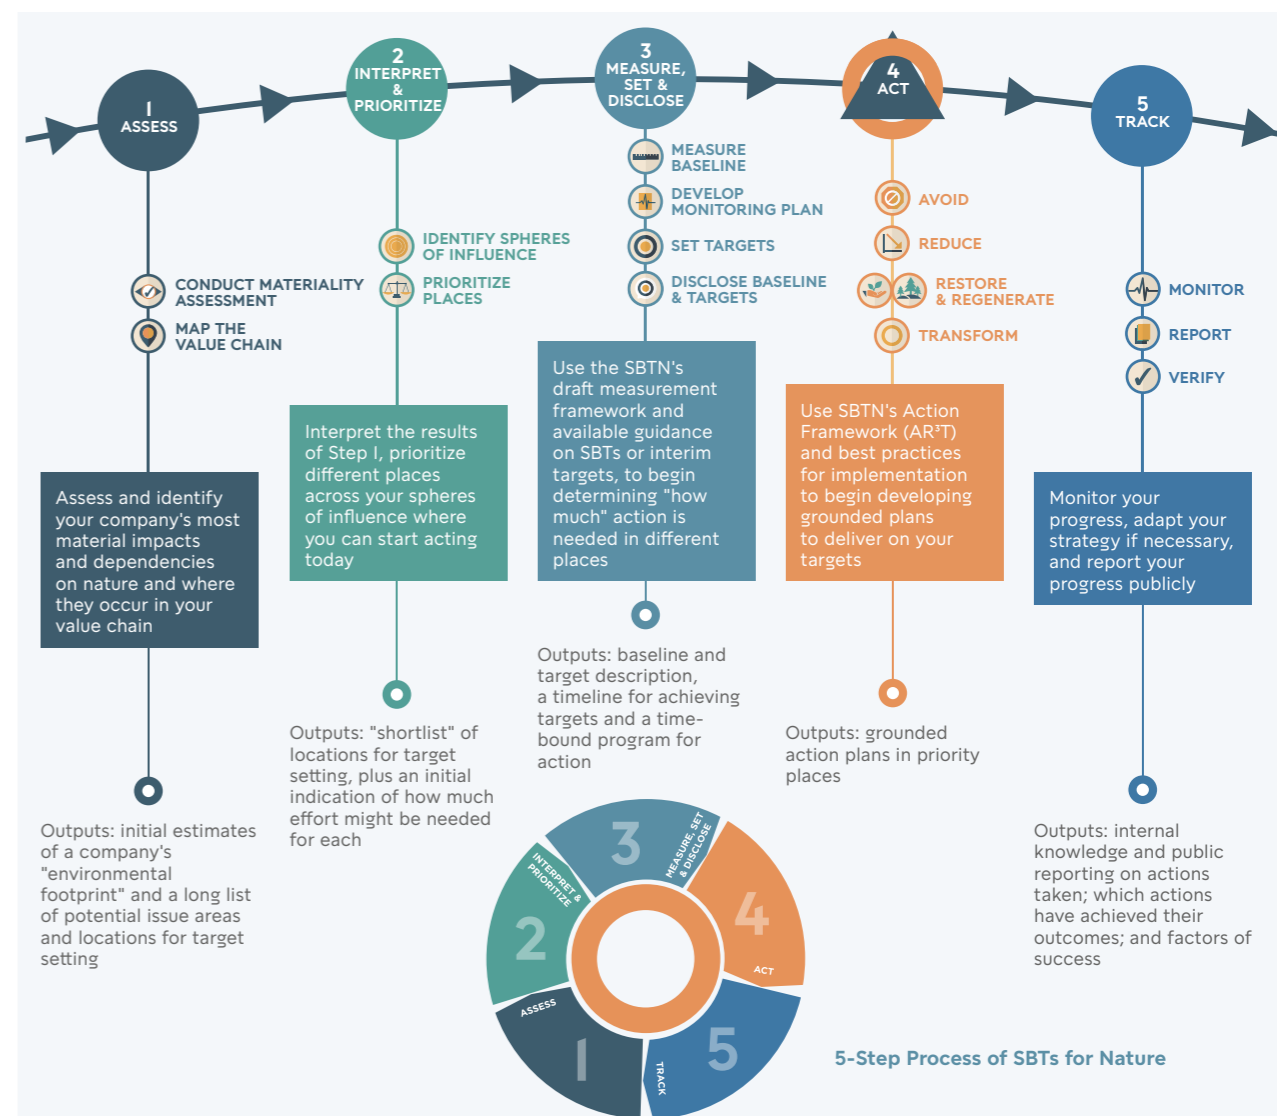 1
ASSESS
CONDUCT MATERIALITY
ASSESSMENT
MAP THE
VALUE CHAIN
Assess and identify
your company's most
material impacts
and dependencies
on nature and where
they occur in your
value chain
Outputs: initial estimates
of a company's
"environmental
footprint" and a long list
of potential issue areas
and locations for target
setting
2
INTERPRET
&
PRIORITIZE
IDENTIFY SPHERES
OF INFLUENCE
PRIORITIZE
PLACES
Interpret the results
of Step 1, prioritize
different places
across your spheres
of influence where
you can start acting
today
Outputs: "shortlist" of
locations for target
setting, plus an initial
indication of how much
effort might be needed
for each
3
MEASURE,
SET &
DISCLOSE
MEASURE
BASELINE
DEVELOP
MONITORING PLAN
SET TARGETS
DISCLOSE BASELINE
& TARGETS
Use the SBTN's
draft measurement
framework and
available guidance
on SBTs or interim
targets, to begin
determining "how
much" action is
needed in different
places
Outputs: baseline and
target description,
a timeline for achieving
targets and a time-
bound program for
action
4
ACT
AVOID
REDUCE
RESTORE
& REGENERATE
TRANSFORM
Use SBTN's Action
Framework (AR³T)
and best practices
for implementation
to begin developing
grounded plans
to deliver on your
targets
Outputs: grounded
action plans in priority
places
5
TRACK
MONITOR
REPORT
VERIFY
Monitor your
progress, adapt your
strategy if necessary,
and report your
progress publicly
Outputs: internal
knowledge and public
reporting on actions
taken; which actions
have achieved their
outcomes; and factors of
success
ASSESS
1
INTERPRET &
PRIORITIZE
2
3
MEASURE, SET
& DISCLOSE
4
ACT
5
TRACK
5-Step Process of SBTs for Nature